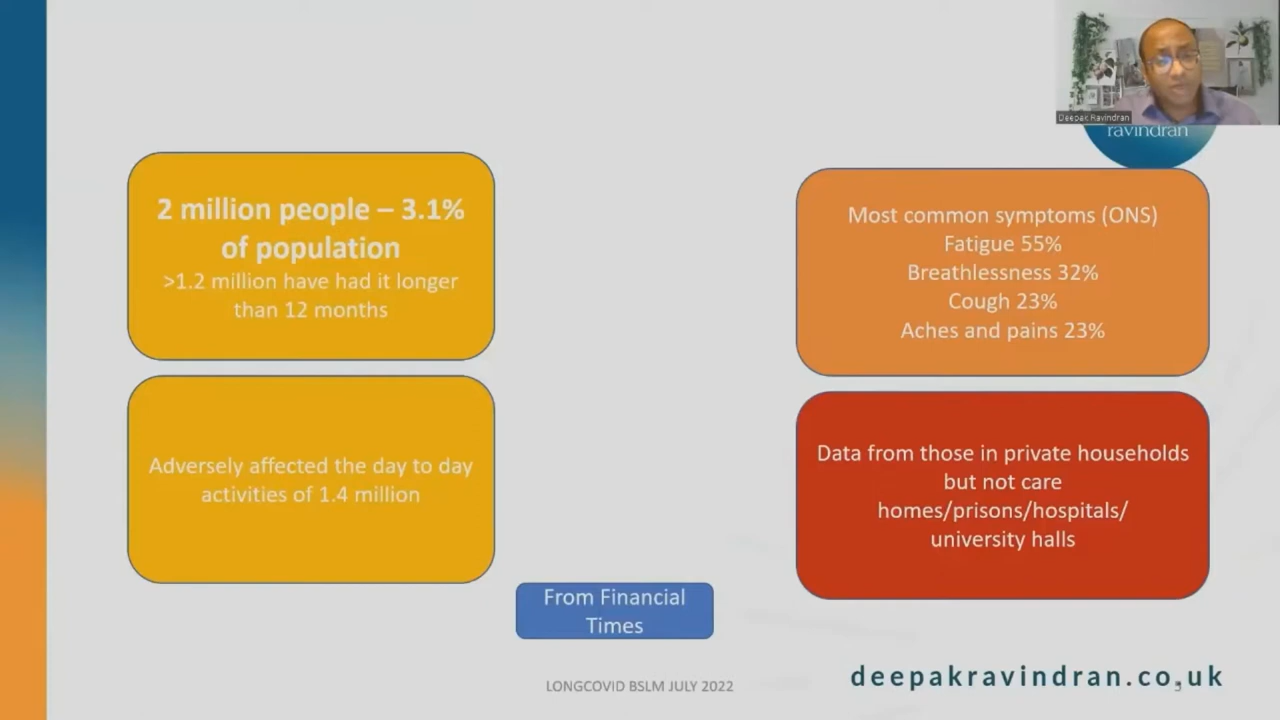 Deepak Ravindran
ravindran
2 million people – 3.1%
of population
>1.2 million have had it longer
than 12 months
Most common symptoms (ONS)
Fatigue 55%
Breathlessness 32%
Cough 23%
Aches and pains 23%
Adversely affected the day to day
activities of 1.4 million
Data from those in private households
but not care
homes/prisons/hospitals/
university halls
From Financial
Times
LONGCOVID BSLM JULY 2022
deepakravindran.co.uk